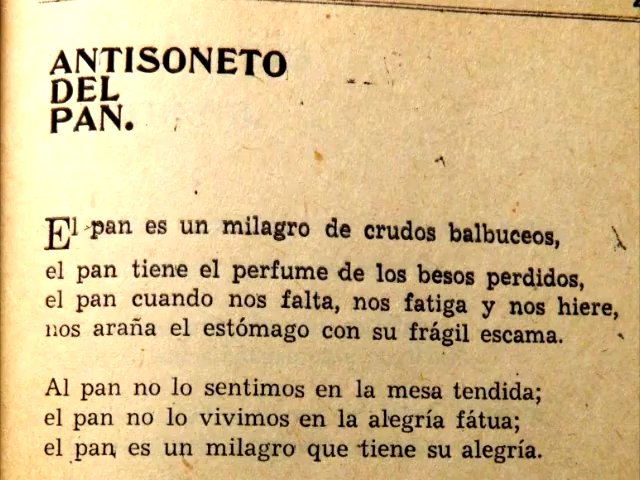 ANTISONETO
DEL
PAN.
El pan es un milagro de crudos balbuceos,
el pan tiene el perfume de los besos perdidos,
el pan cuando nos falta, nos fatiga y nos hiere,
nos araña el estómago con su frágil escama.
Al pan no lo sentimos en la mesa tendida;
el pan no lo vivimos en la alegría fátua;
el pan es un milagro que tiene su alegría.